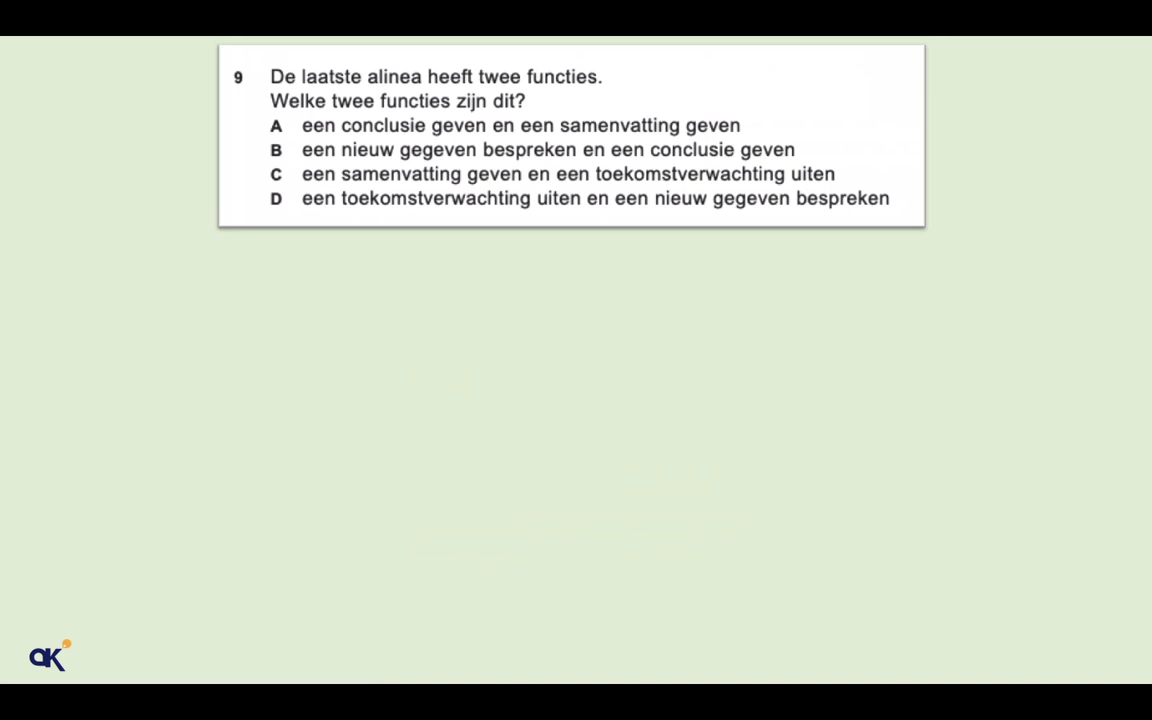 9 De laatste alinea heeft twee functies.
Welke twee functies zijn dit?
A een conclusie geven en een samenvatting geven
B een nieuw gegeven bespreken en een conclusie geven
C een samenvatting geven en een toekomstverwachting uiten
D een toekomstverwachting uiten en een nieuw gegeven bespreken
ak